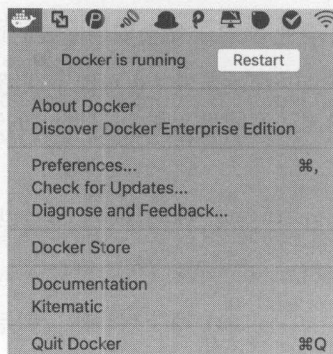 Docker is running Restart
About Docker
Discover Docker Enterprise Edition
Preferences... ⌘,
Check for Updates...
Diagnose and Feedback...
Docker Store
Documentation
Kitematic
Quit Docker ⌘Q